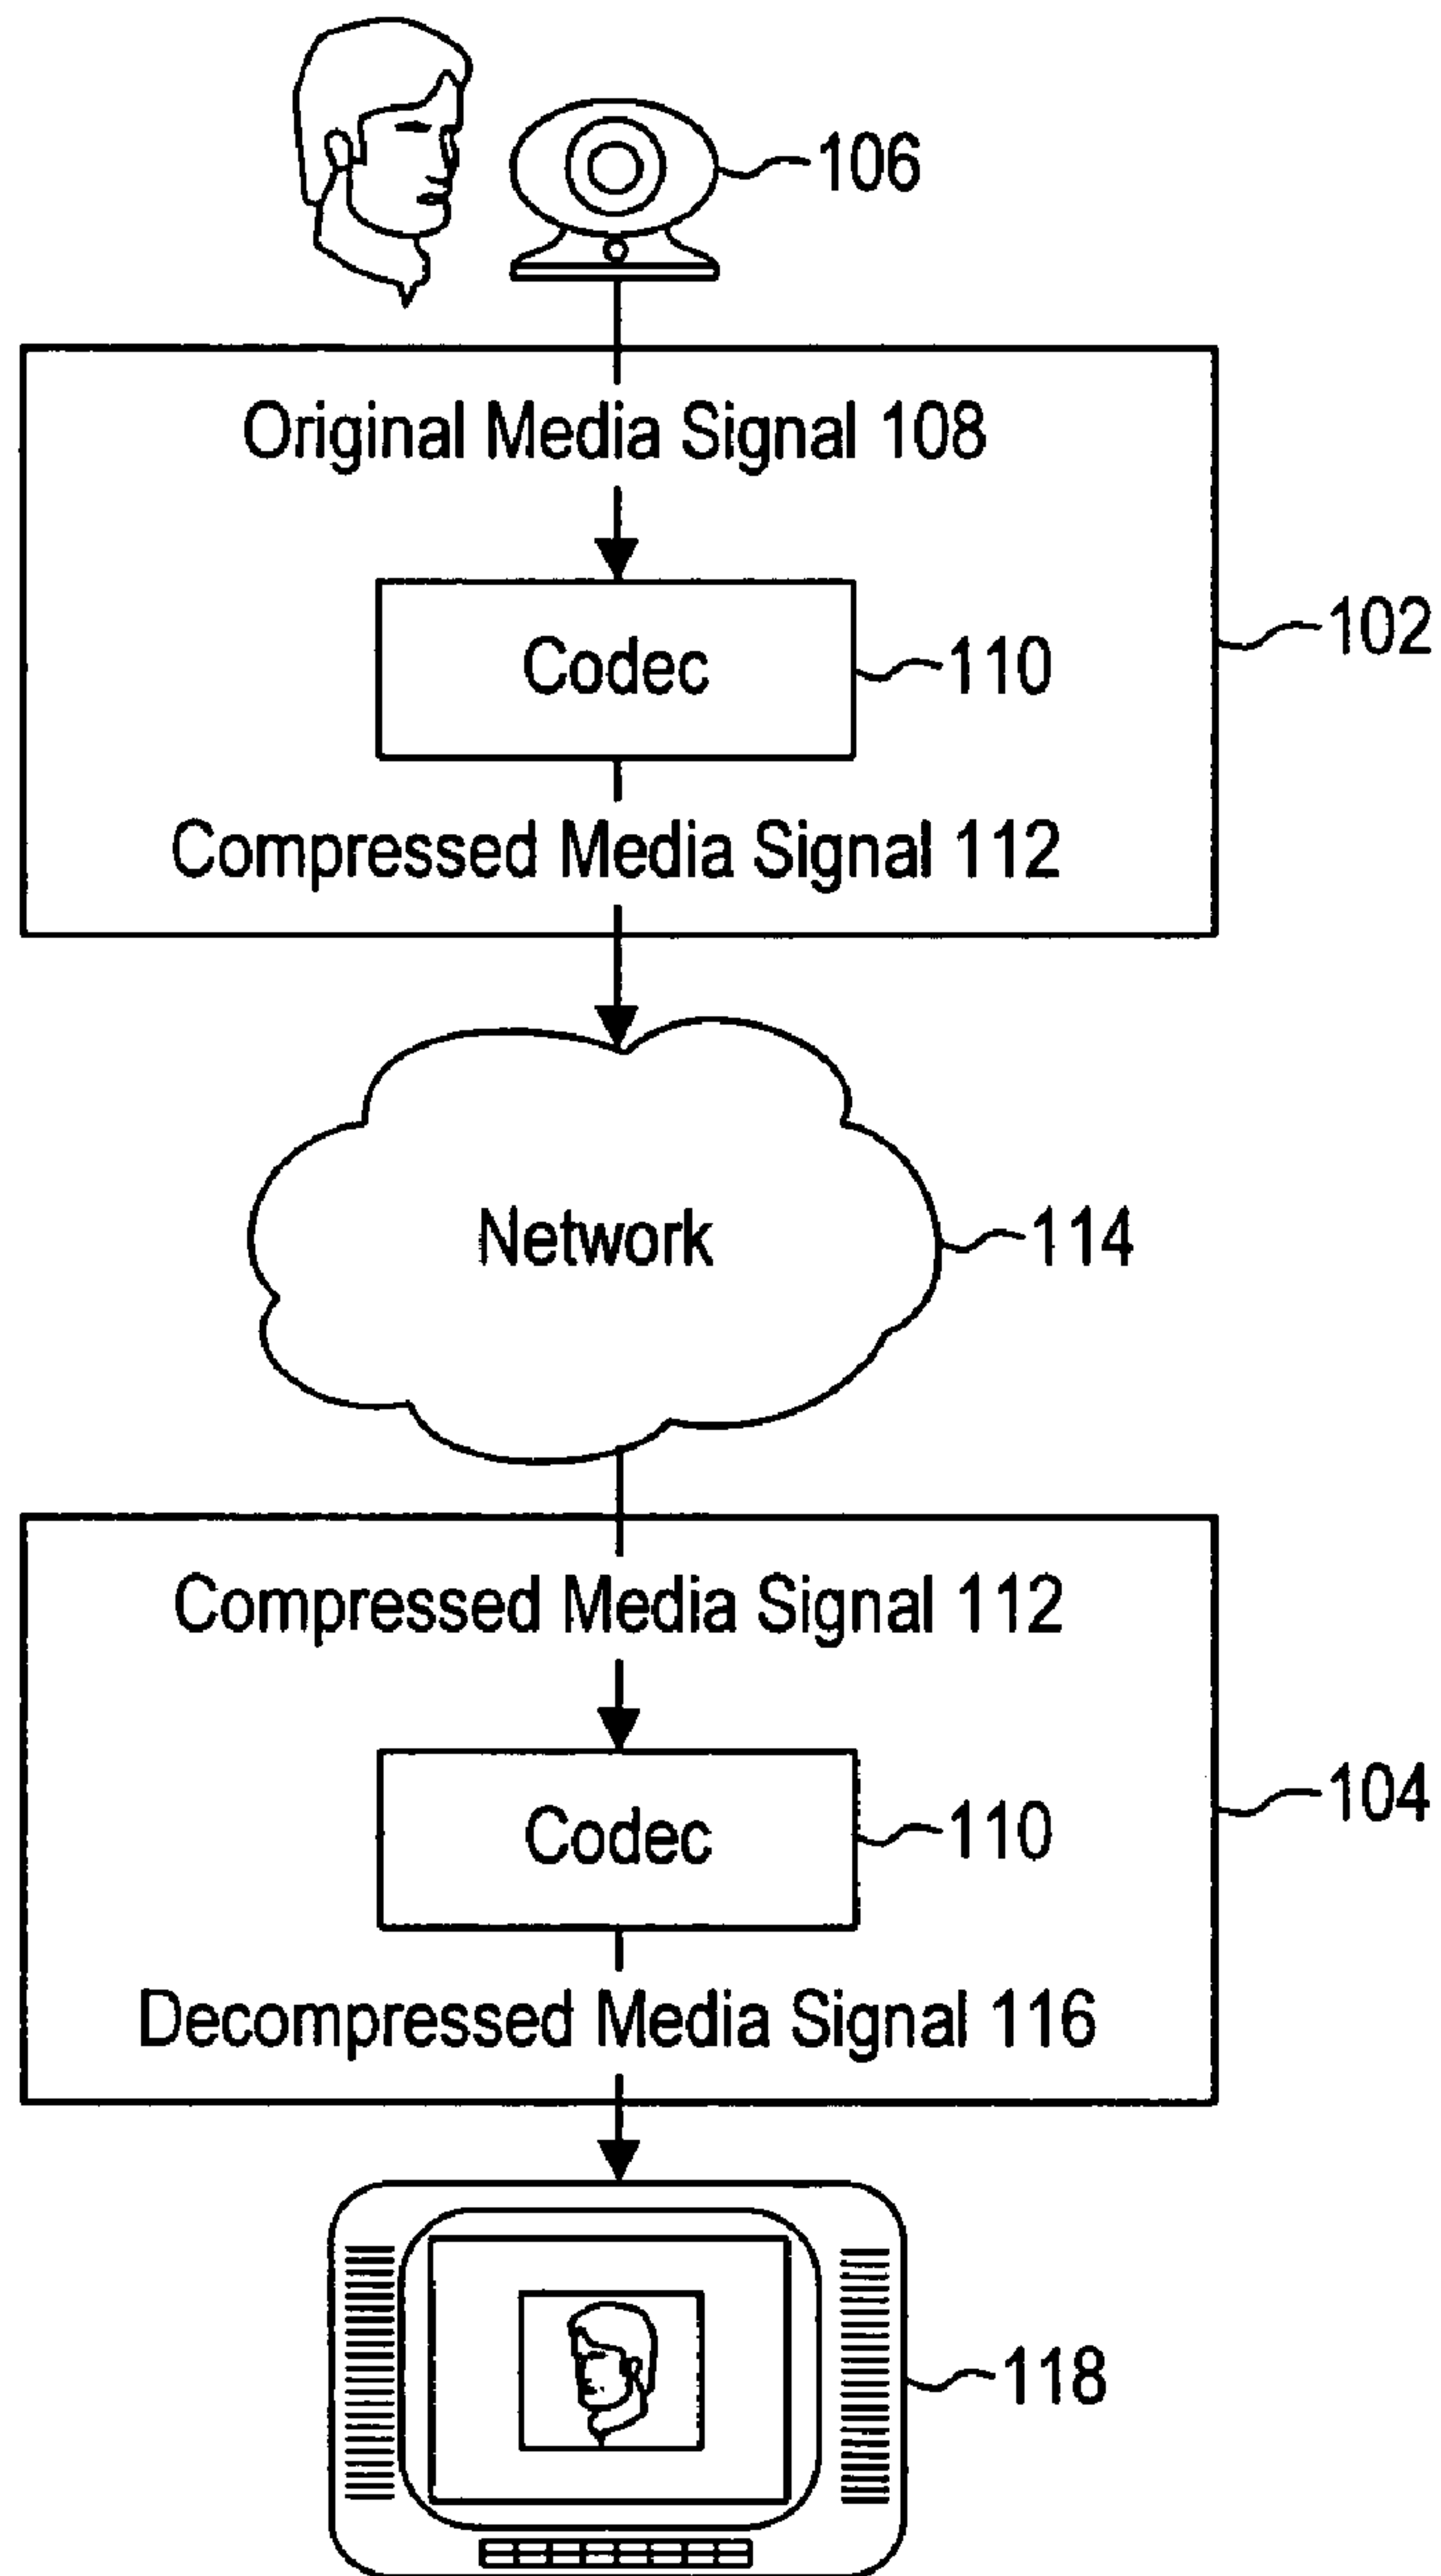 106
Original Media Signal 108
Codec
110
102
Compressed Media Signal 112
Network
114
Compressed Media Signal 112
Codec
110
104
Decompressed Media Signal 116
118